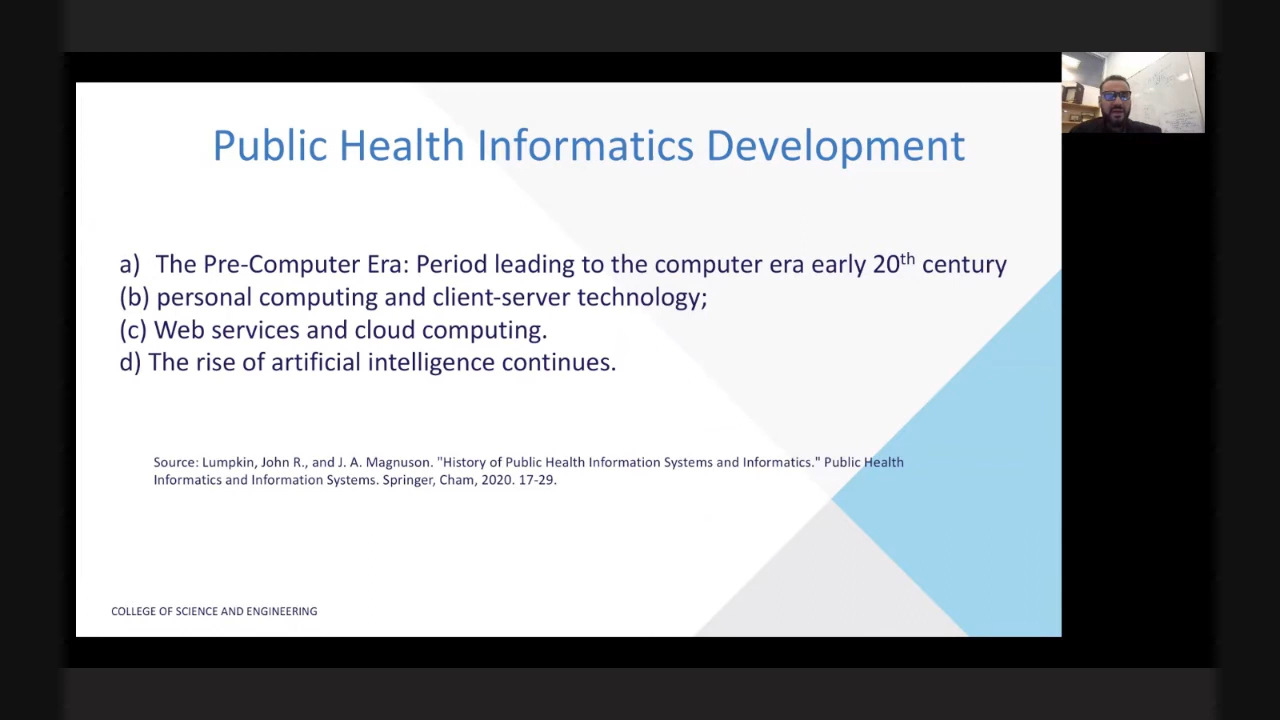 Public Health Informatics Development
a) The Pre-Computer Era: Period leading to the computer era early 20th century
(b) personal computing and client-server technology;
(c) Web services and cloud computing.
d) The rise of artificial intelligence continues.
Source: Lumpkin, John R., and J. A. Magnuson. "History of Public Health Information Systems and Informatics." Public Health
Informatics and Information Systems. Springer, Cham, 2020. 17-29.
COLLEGE OF SCIENCE AND ENGINEERING